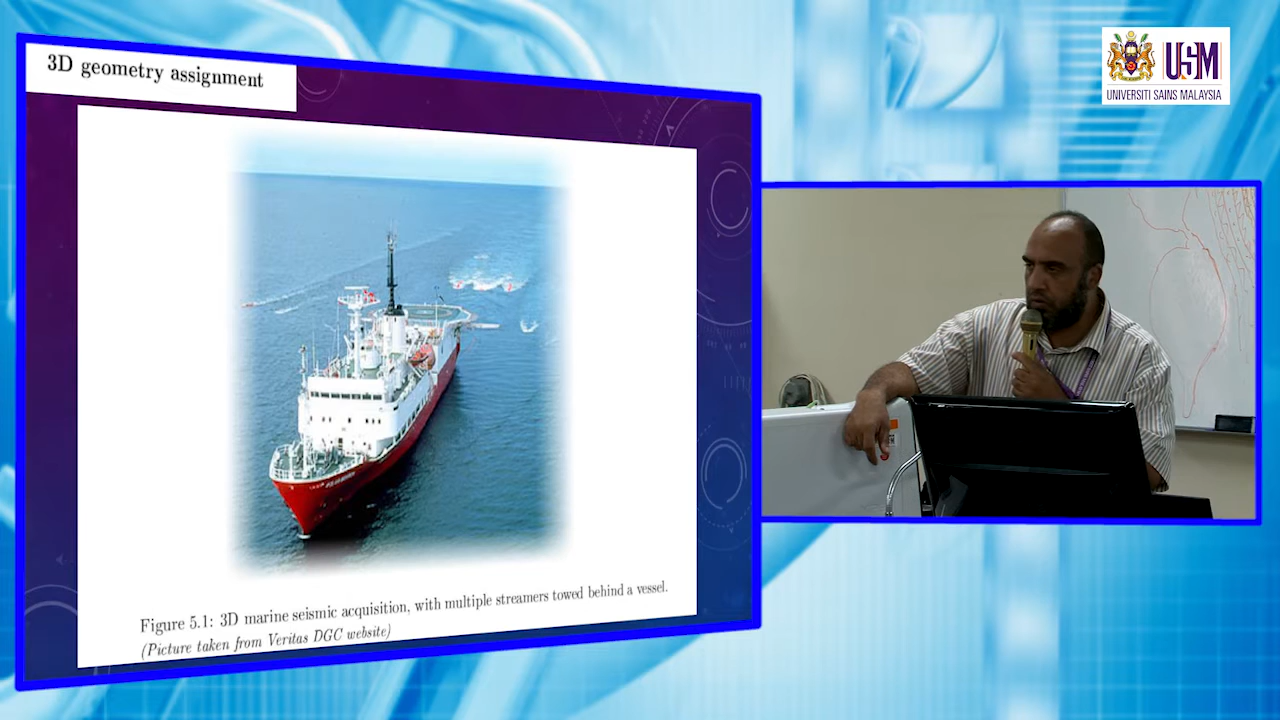 3D geometry assignment
Figure 5.1: 3D marine seismic acquisition, with multiple streamers towed behind a vessel.
(Picture taken from Veritas DGC website)
USM
UNIVERSITI SAINS MALAYSIA